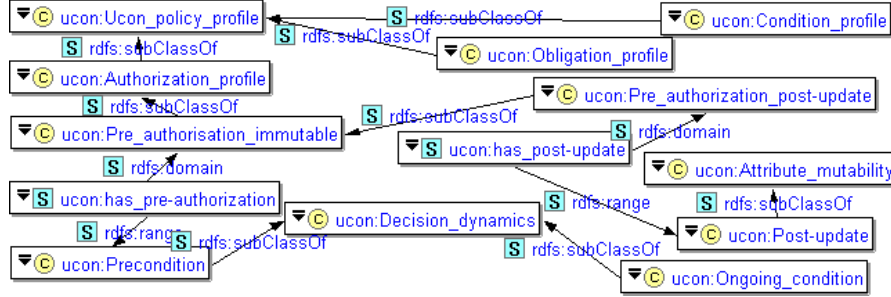 ucon:Ucon_policy_profile
S rdfs:subClassOf
ucon:Condition_profile
S rdfs:subClassOf
S rdfs:subClassOf
C ucon:Obligation_profile
C ucon:Authorization_profile
S rdfs:subClassOf
C ucon:Pre_authorization_post-update
S rdfs:subClassOf
C ucon:Pre_authorisation_immutable
S rdfs:domain
S ucon:has_post-update
S rdfs:domain
C ucon:Attribute_mutability
S ucon:has_pre-authorization
S rdfs:range
S rdfs:subClassOf
C ucon:Decision_dynamics
S rdfs:range
S rdfs:subClassOf
C ucon:Post-update
S rdfs:subClassOf
C ucon:Precondition
C ucon:Ongoing_condition